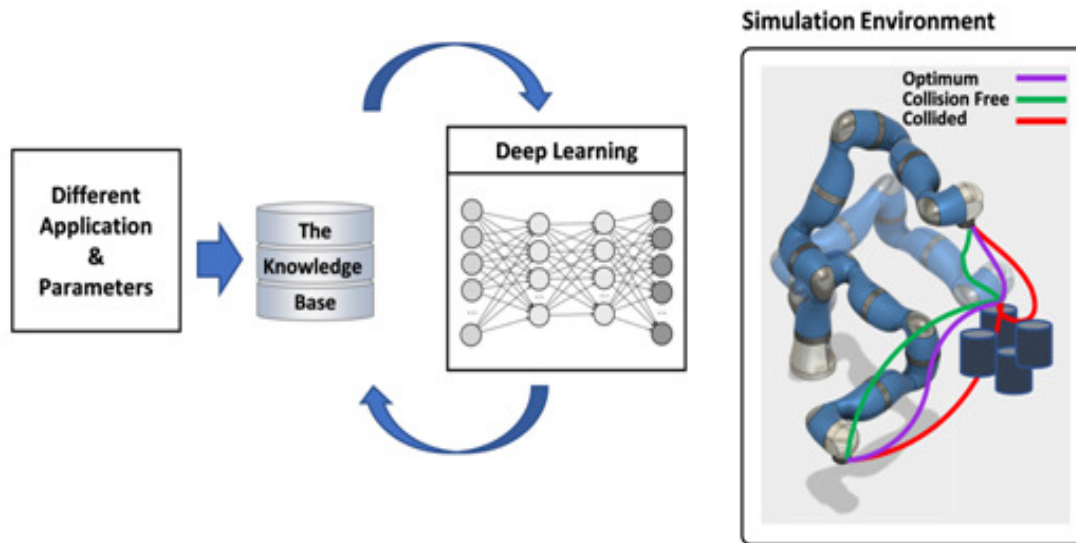 Simulation Environment
Optimum
Collision Free
Collided
Deep Learning
Different
Application
&
Parameters
The
Knowledge
Base